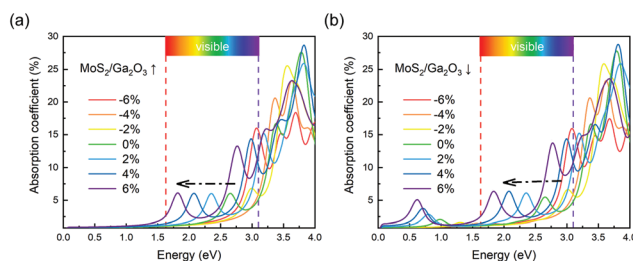 (a)
visible
MoS₂/Ga₂O₃ ↑
-6%
-4%
-2%
0%
2%
4%
6%
Absorption coefficient (%)
30
25
20
15
10
5
0
0.0 0.5 1.0 1.5 2.0 2.5 3.0 3.5 4.0
Energy (eV)
(b)
visible
MoS₂/Ga₂O₃ ↓
-6%
-4%
-2%
0%
2%
4%
6%
Absorption coefficient (%)
30
25
20
15
10
5
0
0.0 0.5 1.0 1.5 2.0 2.5 3.0 3.5 4.0
Energy (eV)